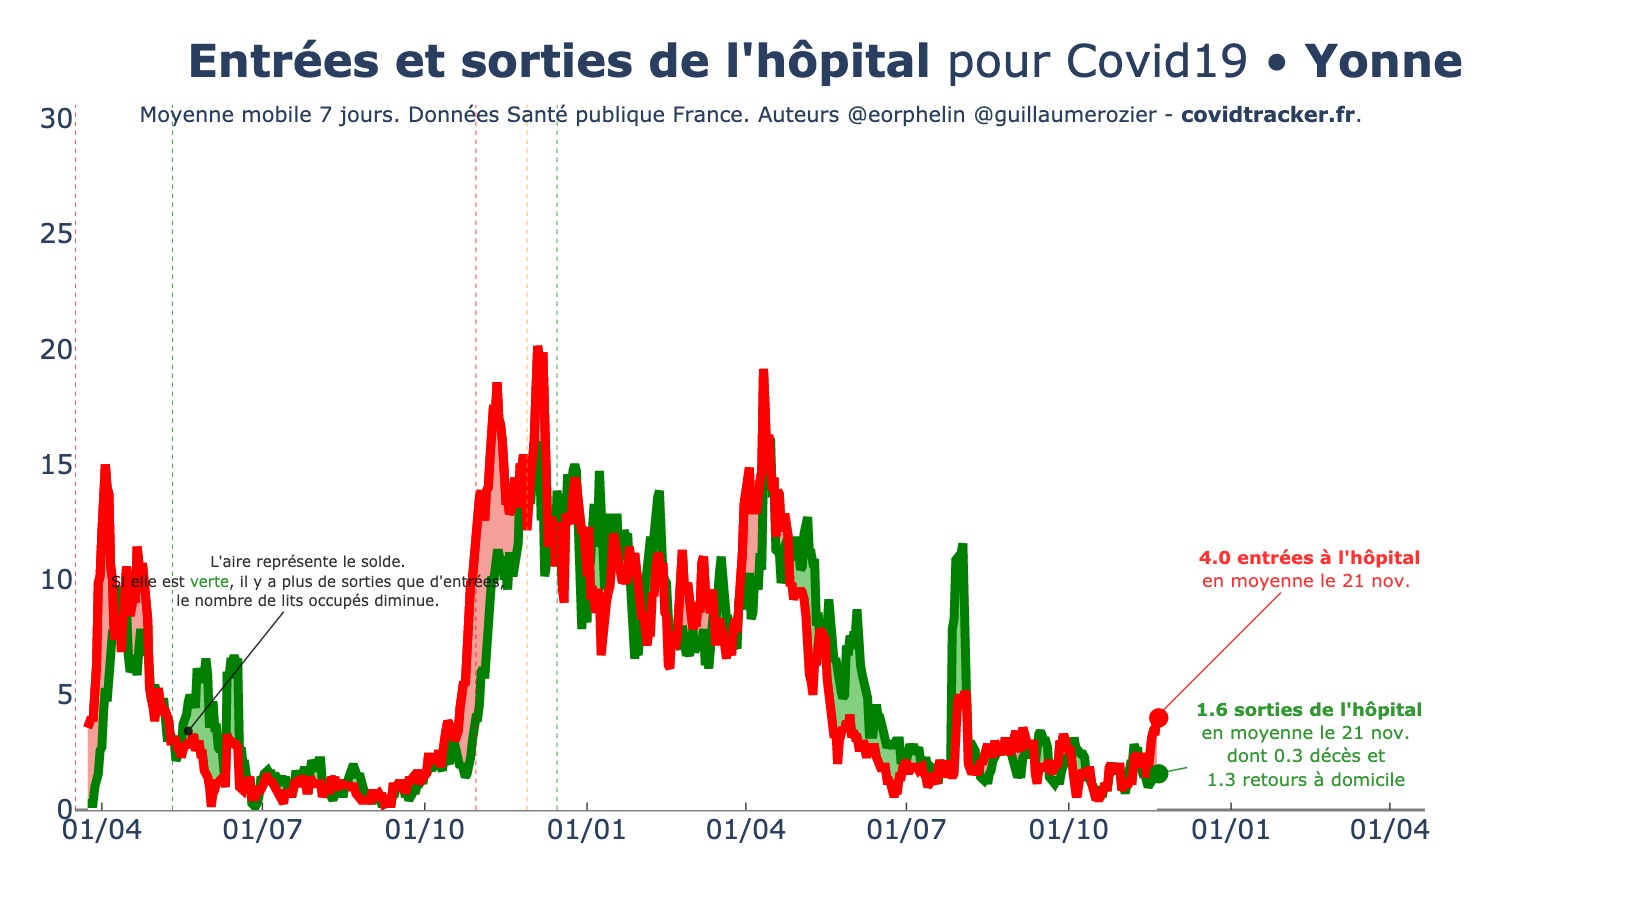 Entrées et sorties de l'hôpital pour Covid19 • Yonne
Moyenne mobile 7 jours. Données Santé publique France. Auteurs @eorphelin @guillaumerozier - covidtracker.fr.
30
25
20
15
10
5
0
L'aire représente le solde.
Si elle est verte, il y a plus de sorties que d'entrées,
le nombre de lits occupés diminue.
4.0 entrées à l'hôpital
en moyenne le 21 nov.
1.6 sorties de l'hôpital
en moyenne le 21 nov.
dont 0.3 décès et
1.3 retours à domicile
01/04 01/07 01/10 01/01 01/04 01/07 01/10 01/01 01/04